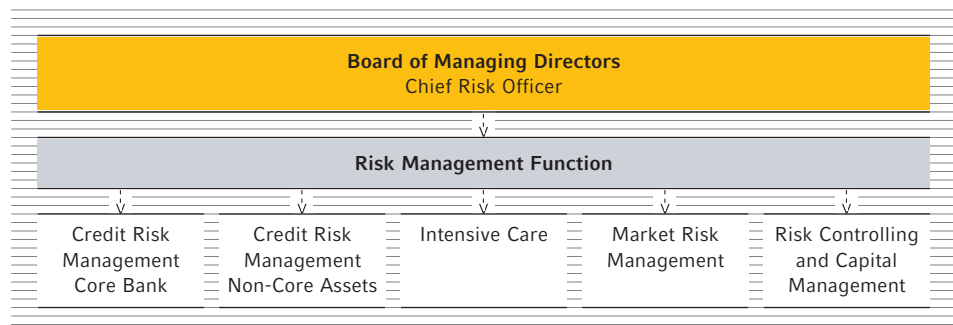 Board of Managing Directors
Chief Risk Officer
Risk Management Function
Credit Risk
Management
Core Bank
Credit Risk
Management
Non-Core Assets
Intensive Care
Market Risk
Management
Risk Controlling
and Capital
Management